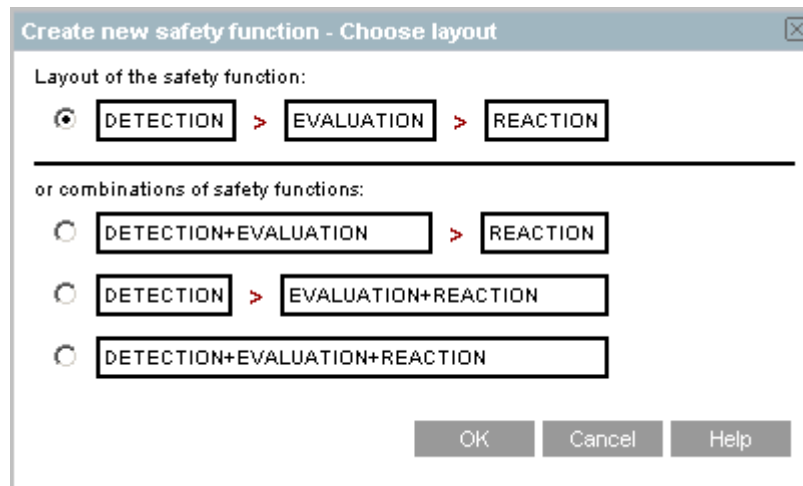 Create new safety function - Choose layout
Layout of the safety function:
DETECTION > EVALUATION > REACTION
or combinations of safety functions:
DETECTION+EVALUATION > REACTION
DETECTION > EVALUATION+REACTION
DETECTION+EVALUATION+REACTION
OK Cancel Help